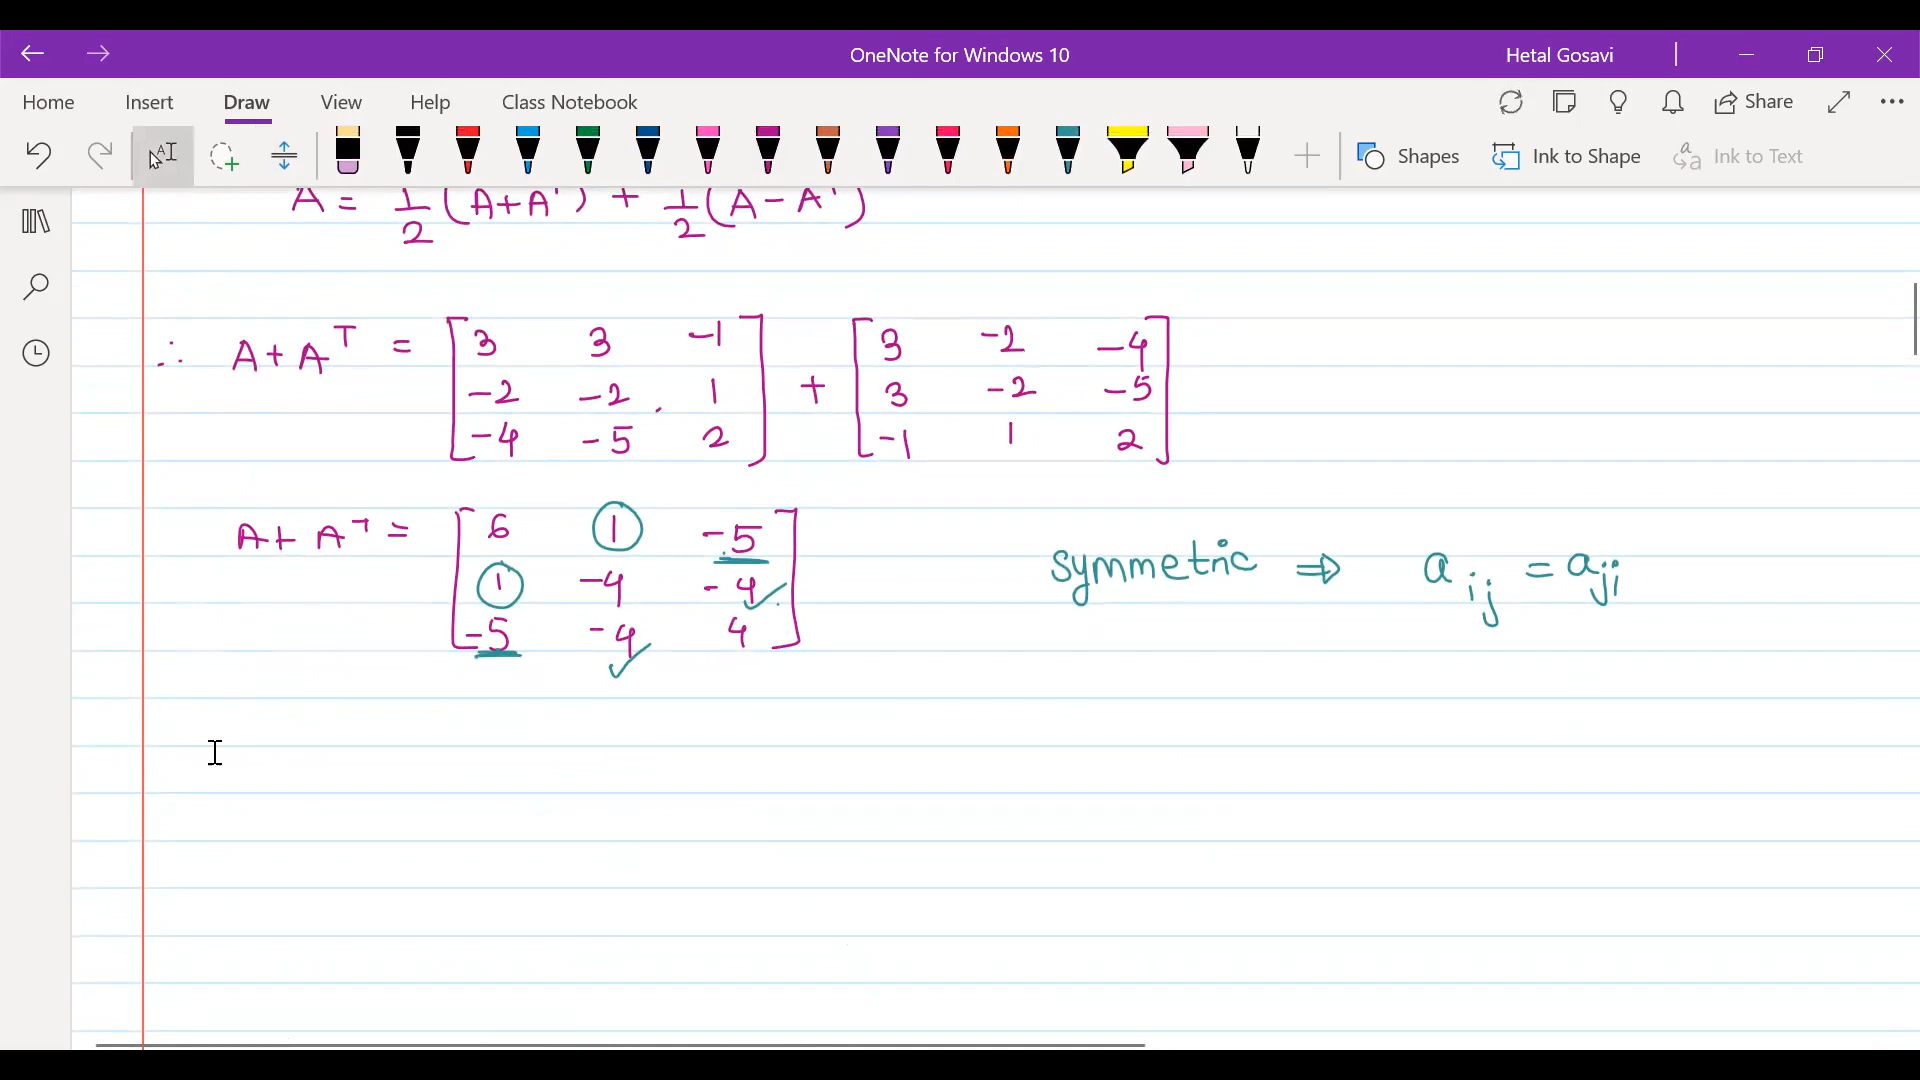 OneNote for Windows 10 Hetal Gosavi
Home Insert Draw View Help Class Notebook Share
Shapes Ink to Shape Ink to Text
A = 1/2 (A+A') + 1/2 (A-A')
∴ A+A^T = [3 3 -1] + [3 -2 -4]
[-2 -2 1] [3 -2 -5]
[-4 -5 2] [-1 1 2]
A+A^T = [6 1 -5]
[1 -4 -4] symmetric ⇒ a_ij = a_ji
[-5 -4 4]